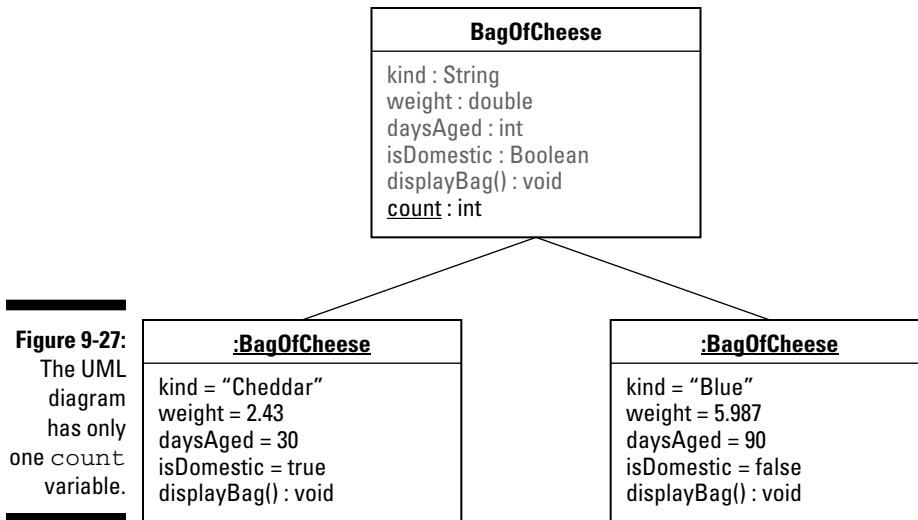 BagOfCheese
kind : String
weight : double
daysAged : int
isDomestic : Boolean
displayBag() : void
count : int
Figure 9-27:
The UML
diagram
has only
one count
variable.
:BagOfCheese
kind = “Cheddar”
weight = 2.43
daysAged = 30
isDomestic = true
displayBag() : void
:BagOfCheese
kind = “Blue”
weight = 5.987
daysAged = 90
isDomestic = false
displayBag() : void